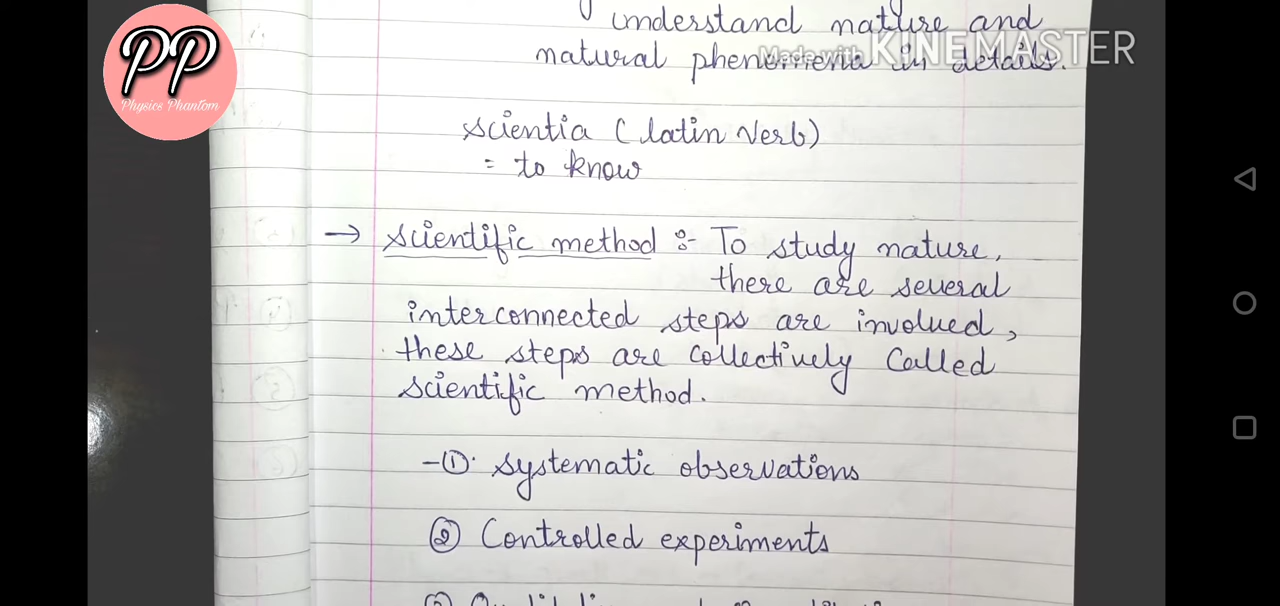 PP
Physics Phantom
understand nature and
Made with KINEMASTER
natural phenomena in details.
scientia (latin Verb)
= to know
→ scientific method :- To study nature,
there are several
interconnected steps are involved,
these steps are collectively called
scientific method.
-①. systematic observations
② Controlled experiments